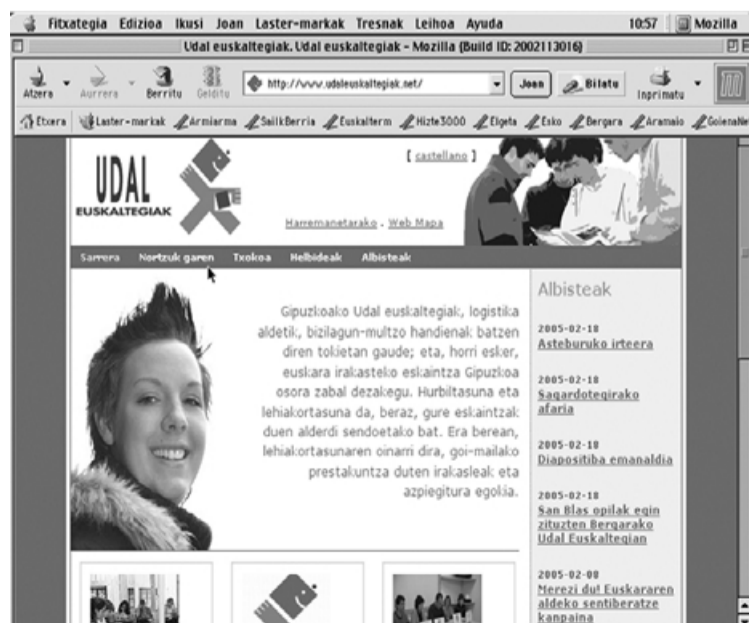 Fitxategia Edizioa Ikusi Joan Laster-markak Tresnak Leihoa Ayuda 10:57 Mozilla
Udal euskaltegiak. Udal euskaltegiak - Mozilla {Build ID: 2002113016}
Atzera Aurrera Berritu Gelditu http://www.udaleuskaltegiak.net/ Joan Bilatu Inprimatu
Etxera Laster-markak Armiarma SailkBerria Euskalterm Hizte3000 Elgeta Esko Bergara Aramaio GoienaNe
[ castellano ]
UDAL
EUSKALTEGIAK
Harremanetarako . Web Mapa
Sarrera Nortzuk garen Txokoa Helbideak Albisteak
Gipuzkoako Udal euskaltegiak, logistika
aldetik, bizilagun-multzo handienak batzen
diren tokietan gaude; eta, horri esker,
euskara irakasteko eskaintza Gipuzkoa
osora zabal dezakegu. Hurbiltasuna eta
lehiakortasuna da, beraz, gure eskaintzak
duen alderdi sendoetako bat. Era berean,
lehiakortasunaren oinarri dira, goi-mailako
prestakuntza duten irakasleak eta
azpiegitura egokia.
Albisteak
2005-02-18
Asteburuko irteera
2005-02-18
Sagardotegirako
afaria
2005-02-18
Diapositiba emanaldia
2005-02-18
San Blas opilak egin
zituzten Bergarako
Udal Euskaltegian
2005-02-08
Merezi du! Euskararen
aldeko sentiberatze
kanpaina